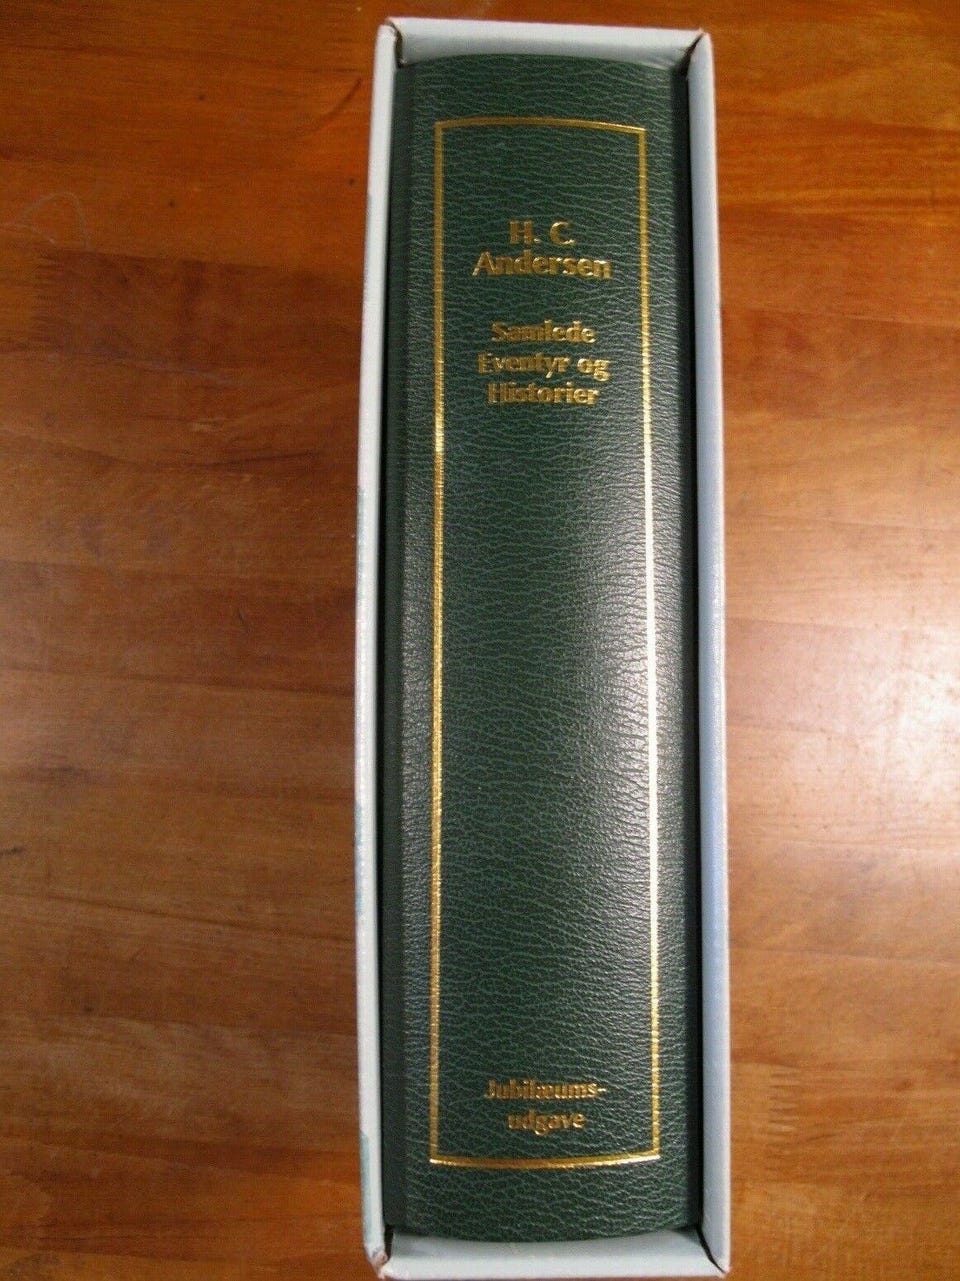 H. C.
Andersen
Samlede
Eventyr og
Historier
Jubilæums-
udgave